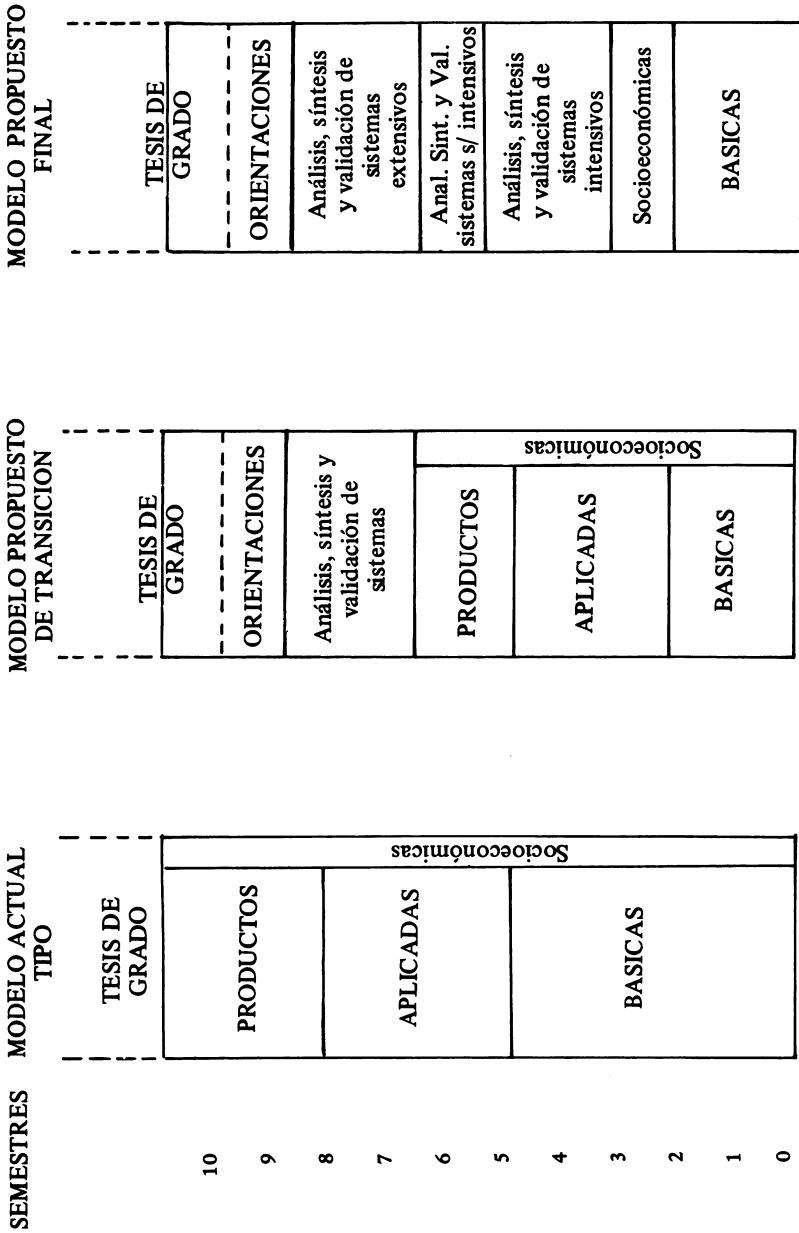 SEMESTRES
10
9
8
7
6
5
4
3
2
1
0
MODELO ACTUAL
TIPO
TESIS DE
GRADO
PRODUCTOS
APLICADAS
BASICAS
Socioeconómicas
MODELO PROPUESTO
DE TRANSICION
TESIS DE
GRADO
ORIENTACIONES
Análisis, síntesis y
validación de
sistemas
PRODUCTOS
APLICADAS
BASICAS
Socioeconómicas
MODELO PROPUESTO
FINAL
TESIS DE
GRADO
ORIENTACIONES
Análisis, síntesis
y validación de
sistemas
extensivos
Anal. Sint. y Val.
sistemas s/ intensivos
Análisis, síntesis
y validación de
sistemas
intensivos
Socioeconómicas
BASICAS